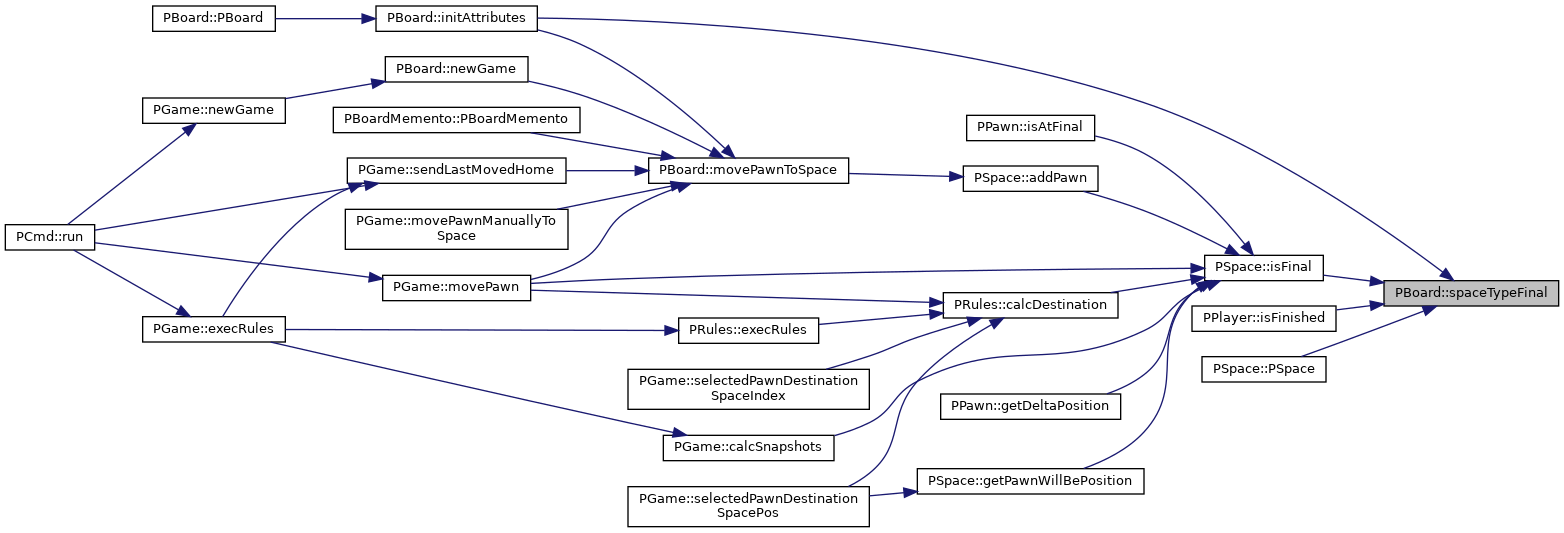 PBoard::PBoard
PBoard::initAttributes
PBoard::newGame
PGame::newGame
PBoardMemento::PBoardMemento
PPawn::isAtFinal
PGame::sendLastMovedHome
PBoard::movePawnToSpace
PSpace::addPawn
PGame::movePawnManuallyTo
Space
PCmd::run
PSpace::isFinal
PGame::movePawn
PBoard::spaceTypeFinal
PRules::calcDestination
PPlayer::isFinished
PGame::execRules
PRules::execRules
PSpace::PSpace
PGame::selectedPawnDestination
SpaceIndex
PPawn::getDeltaPosition
PGame::calcSnapshots
PSpace::getPawnWillBePosition
PGame::selectedPawnDestination
SpacePos